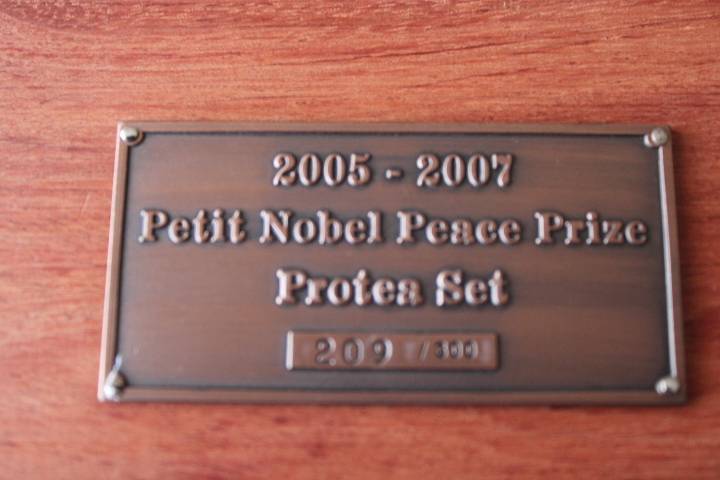 2005 - 2007
Petit Nobel Peace Prize
Protea Set
209 /300